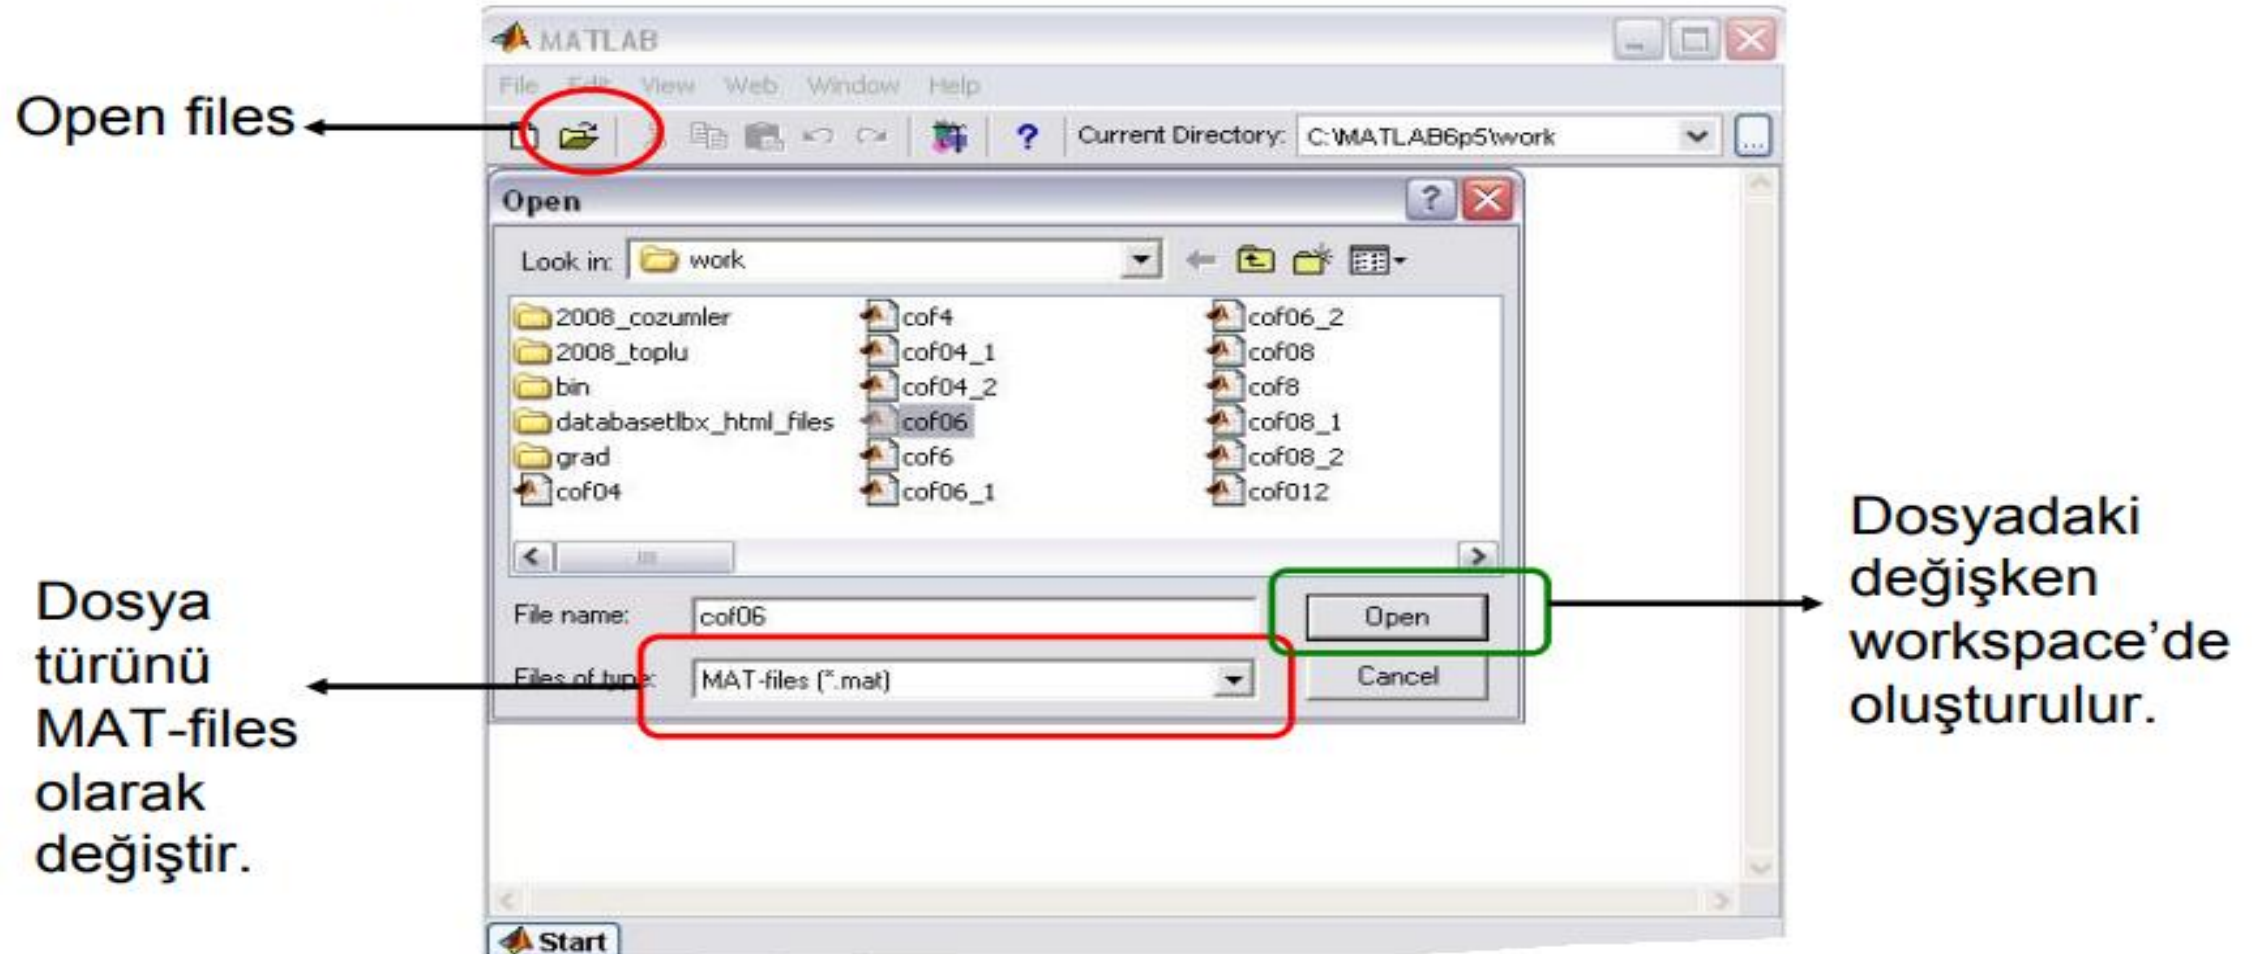 MATLAB
File Edit View Web Window Help
Open files
? Current Directory: C:\MATLAB6p5\work ...
Open
Look in: work
2008_cozumler
2008_toplu
bin
databasetlbx_html_files
grad
cof04
cof4
cof04_1
cof04_2
cof06
cof6
cof06_1
cof06_2
cof08
cof8
cof08_1
cof08_2
cof012
File name: cof06 Open
Files of type: MAT-files (*.mat) Cancel
Dosya
türünü
MAT-files
olarak
değiştir.
Dosyadaki
değişken
workspace’de
oluşturulur.
Start